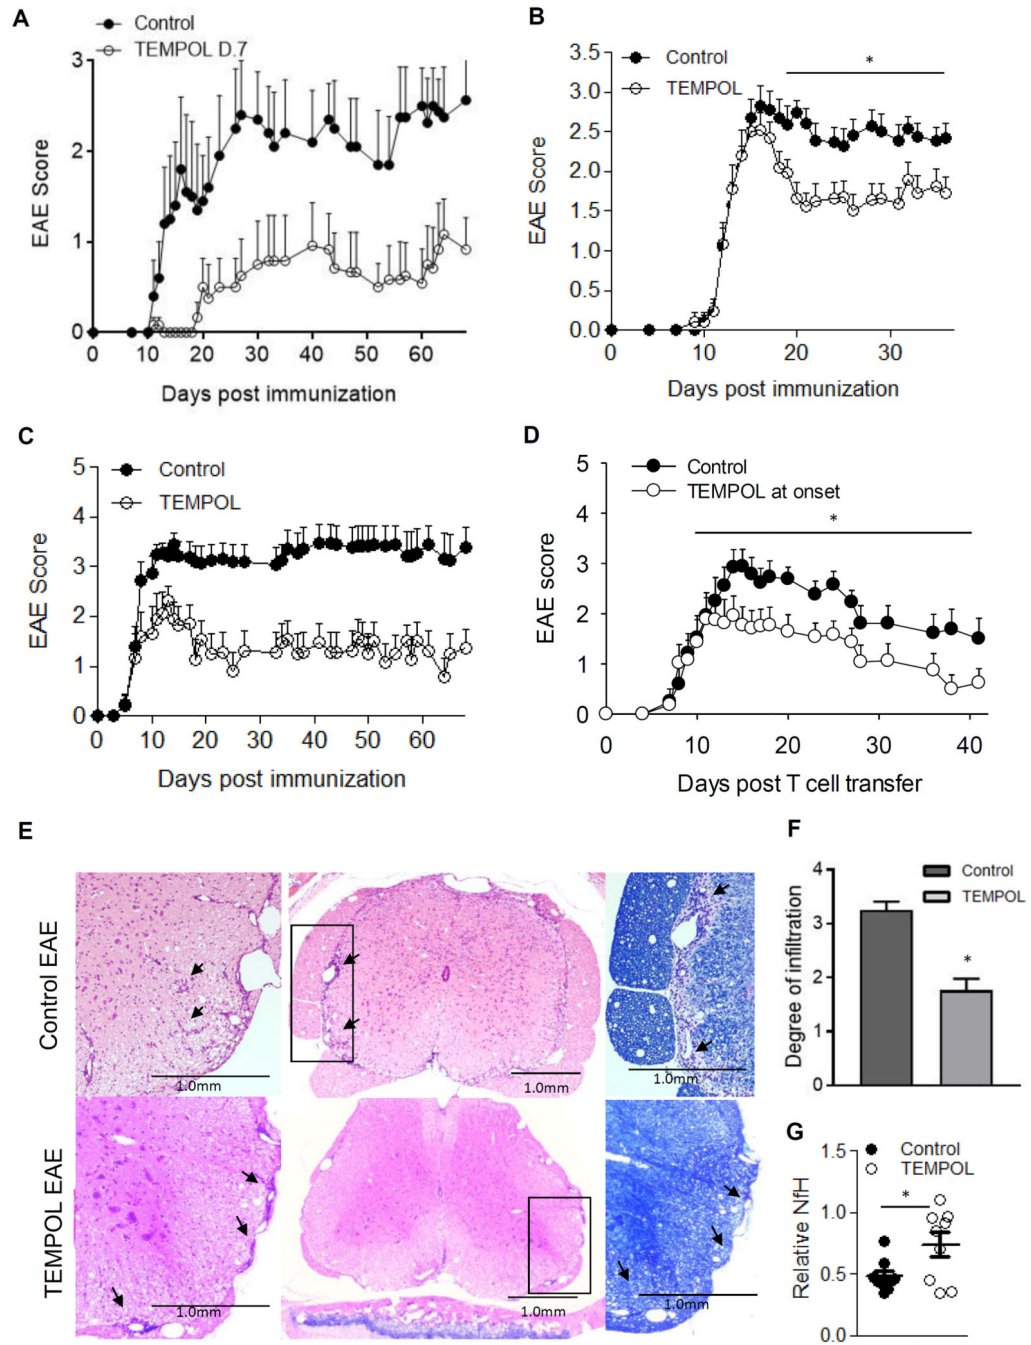 A
Control
TEMPOL D.7
3
2
1
0
EAE Score
0 10 20 30 40 50 60
Days post immunization
B
Control
TEMPOL
*
3.5
3.0
2.5
2.0
1.5
1.0
0.5
0.0
EAE Score
0 10 20 30
Days post immunization
C
Control
TEMPOL
5
4
3
2
1
0
EAE Score
0 10 20 30 40 50 60
Days post immunization
D
Control
TEMPOL at onset
*
5
4
3
2
1
0
EAE score
0 10 20 30 40
Days post T cell transfer
E
Control EAE
1.0mm
1.0mm
1.0mm
TEMPOL EAE
1.0mm
1.0mm
1.0mm
F
Control
TEMPOL
4
3
2
1
0
Degree of infiltration
*
G
Control
TEMPOL
*
1.5
1.0
0.5
0.0
Relative NfH